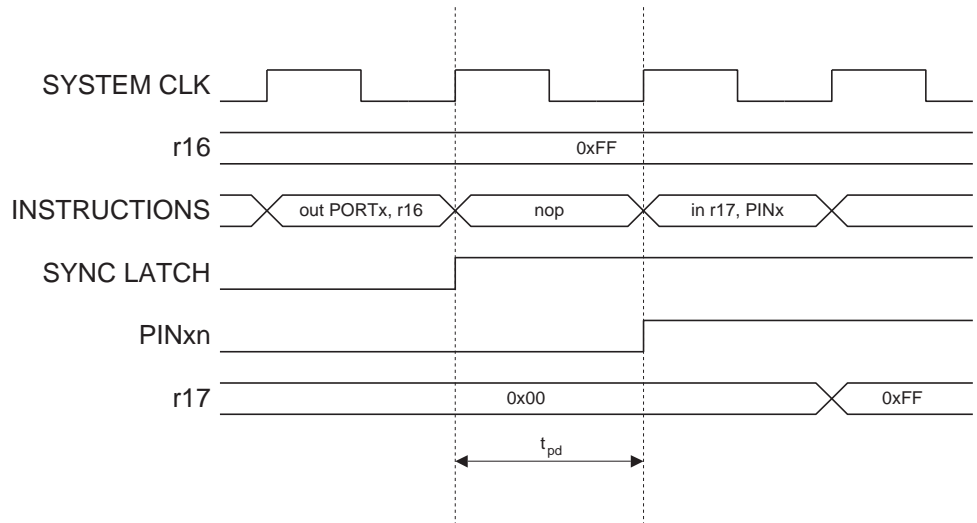 SYSTEM CLK
r16 0xFF
INSTRUCTIONS out PORTx, r16 nop in r17, PINx
SYNC LATCH
PINxn
r17 0x00 0xFF
tpd